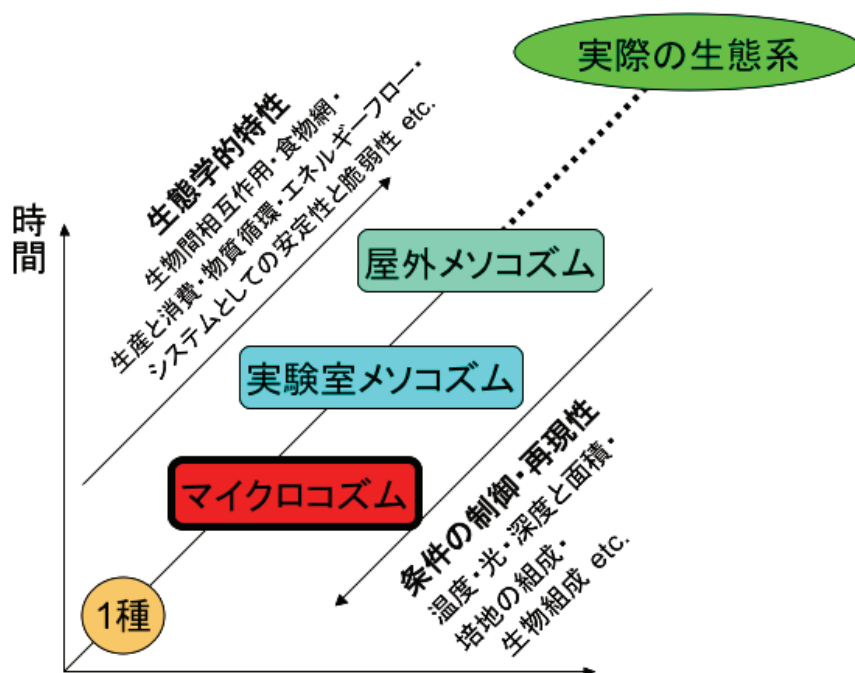 実際の生態系
生態学的特性
生物間相互作用・食物網・
生産と消費・物質循環・エネルギーフロー・
システムとしての安定性と脆弱性 etc.
時間
屋外メソコズム
実験室メソコズム
マイクロコズム
1種
条件の制御・再現性
温度・光・深度と面積・
培地の組成・
生物組成 etc.